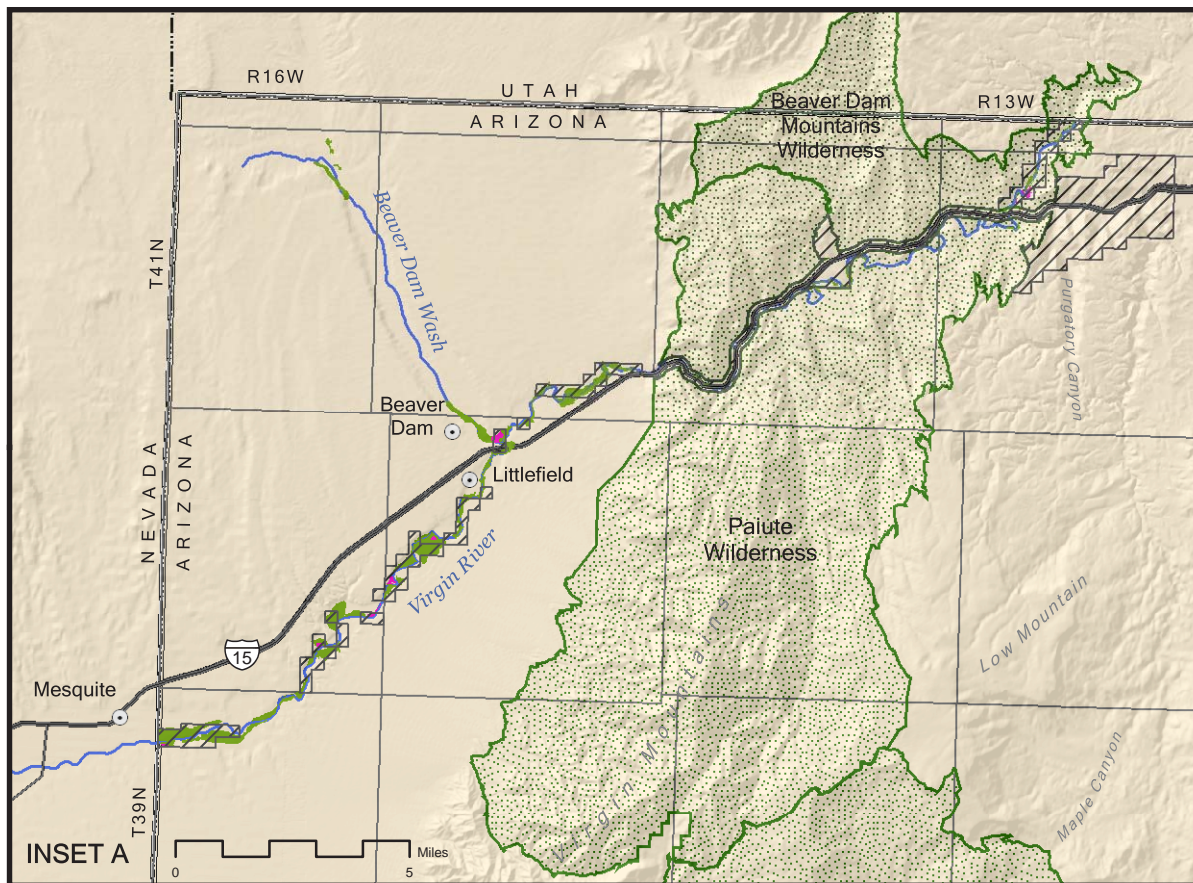 R16W
UTAH
ARIZONA
R13W
Beaver Dam
Mountains
Wilderness
T41N
Beaver Dam Wash
Purgatory Canyon
Beaver
Dam
Littlefield
NEVADA
ARIZONA
Virgin River
Paiute
Wilderness
Low Mountain
15
Mesquite
Virgin Mountains
Maple Canyon
T39N
INSET A
Miles
0
5